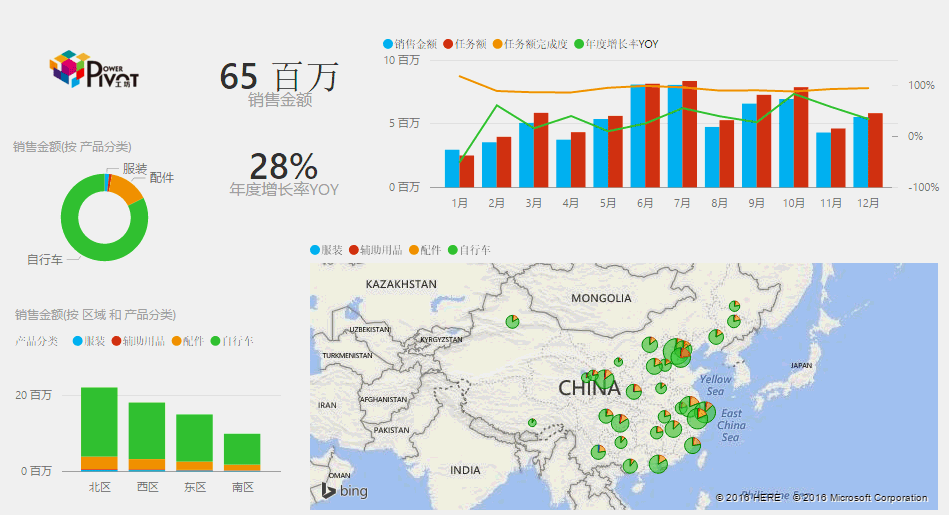 POWER
PIVOT
工坊
65 百万
销售金额
28%
年度增长率YOY
销售金额 任务额 任务额完成度 年度增长率YOY
10 百万
5 百万
0 百万
100%
0%
-100%
1月 2月 3月 4月 5月 6月 7月 8月 9月 10月 11月 12月
销售金额(按 产品分类)
服装
配件
自行车
销售金额(按 区域 和 产品分类)
产品分类 服装 辅助用品 配件 自行车
20 百万
0 百万
北区 西区 东区 南区
服装 辅助用品 配件 自行车
KAZAKHSTAN
MONGOLIA
UZBEKISTAN
KYRGYZSTAN
TURKMENISTAN
JAPAN
Yellow
Sea
CHINA
IRAN
AFGHANISTAN
East
China
Sea
PAKISTAN
INDIA
OMAN
bing
Philippine Sea
© 2016 HERE © 2016 Microsoft Corporation